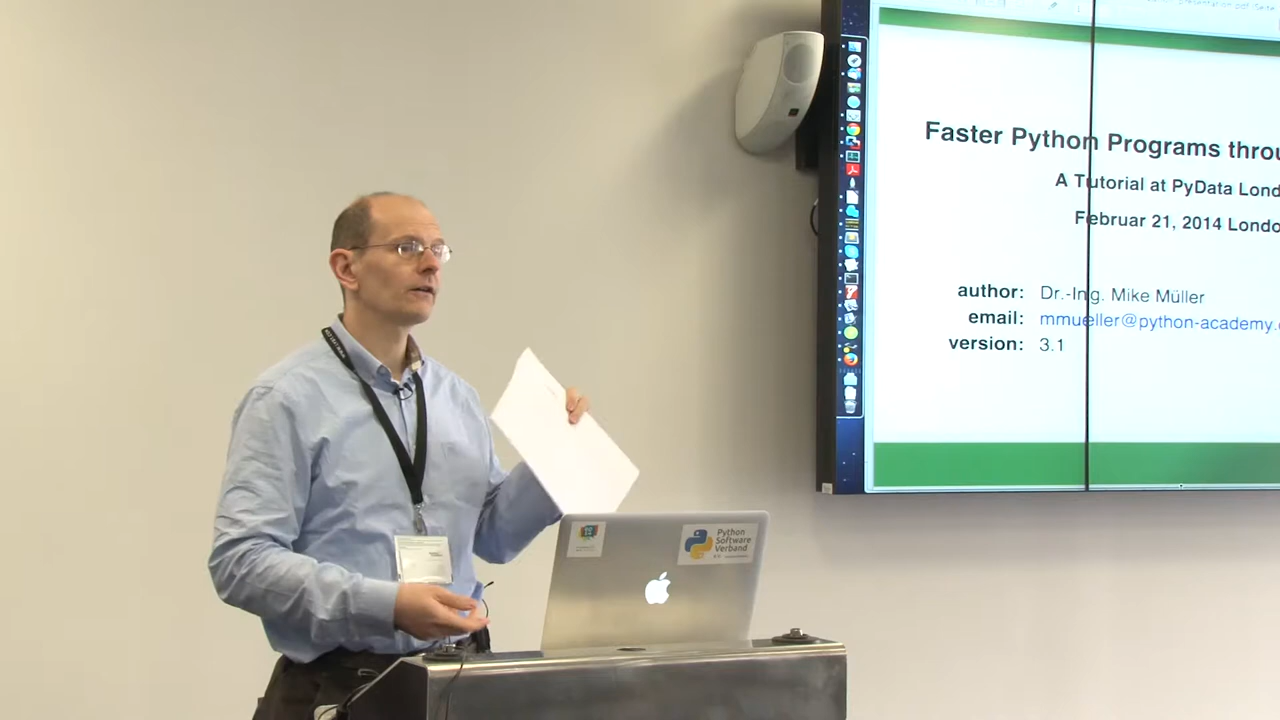 Faster Python Programs throu
A Tutorial at PyData Lond
Februar 21, 2014 Londo
author: Dr.-Ing. Mike Müller
email: mmueller@python-academy.
version: 3.1
Python
Software
Verband